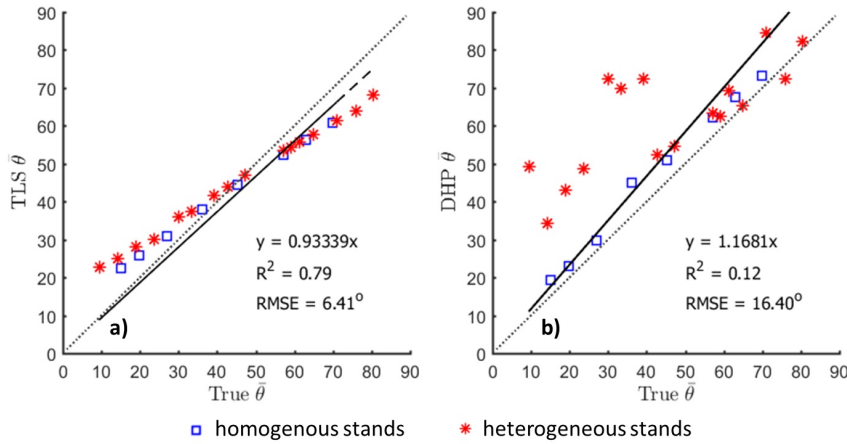 90
80
70
60
50
40
30
20
10
0
TLS θ̄
y = 0.93339x
R² = 0.79
RMSE = 6.41°
a)
0 10 20 30 40 50 60 70 80 90
True θ̄
90
80
70
60
50
40
30
20
10
0
DHP θ̄
y = 1.1681x
R² = 0.12
RMSE = 16.40°
b)
0 10 20 30 40 50 60 70 80 90
True θ̄
homogenous stands
heterogeneous stands